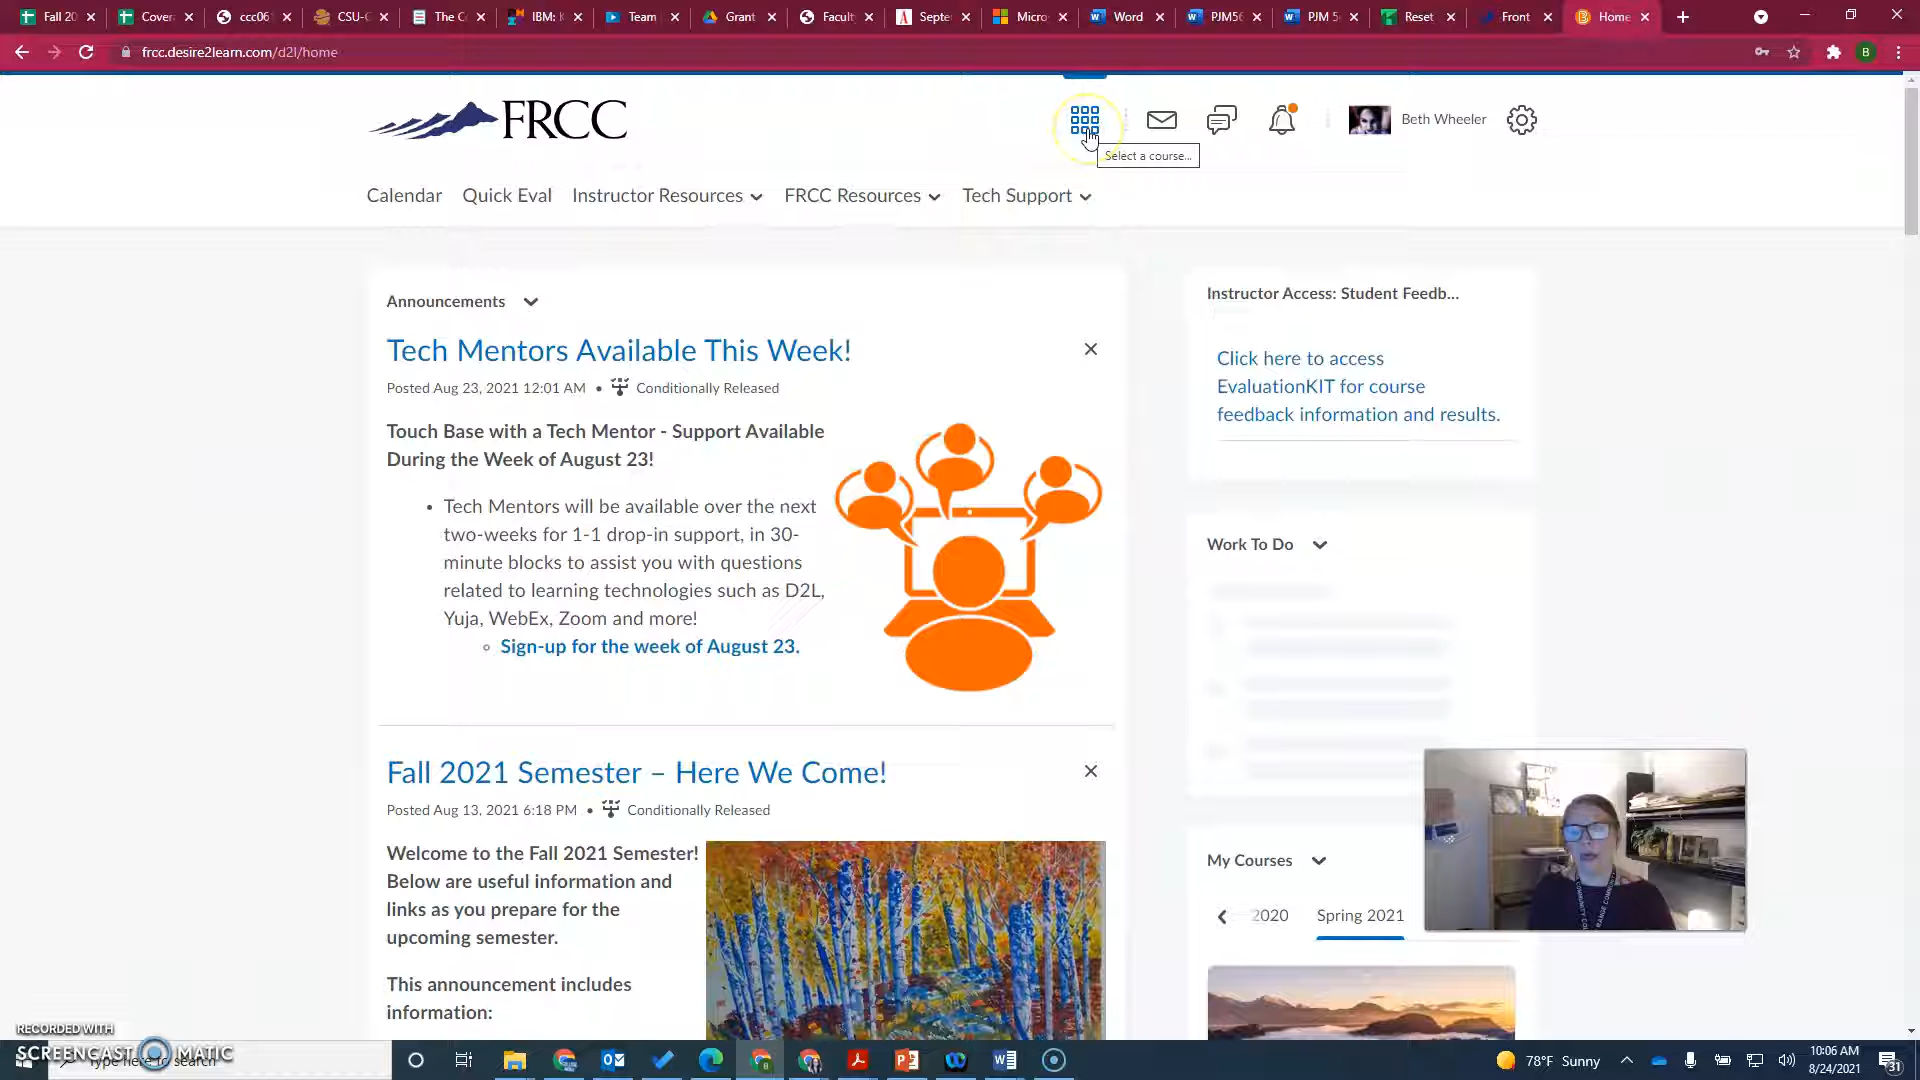 Fall 20
Cover
ccc06
CSU-G
The C
IBM: K
Team
Grant
Facult
Septe
Micro
Word
PJM56
PJM 5
Reset
Front
Home
frcc.desire2learn.com/d2l/home
B
FRCC
Beth Wheeler
Select a course...
Calendar
Quick Eval
Instructor Resources
FRCC Resources
Tech Support
Announcements
Tech Mentors Available This Week!
Posted Aug 23, 2021 12:01 AM • Conditionally Released
Touch Base with a Tech Mentor - Support Available
During the Week of August 23!
• Tech Mentors will be available over the next
two-weeks for 1-1 drop-in support, in 30-
minute blocks to assist you with questions
related to learning technologies such as D2L,
Yuja, WebEx, Zoom and more!
Sign-up for the week of August 23.
Fall 2021 Semester – Here We Come!
Posted Aug 13, 2021 6:18 PM • Conditionally Released
Welcome to the Fall 2021 Semester!
Below are useful information and
links as you prepare for the
upcoming semester.
This announcement includes
information:
Instructor Access: Student Feedb...
Click here to access
EvaluationKIT for course
feedback information and results.
Work To Do
My Courses
2020
Spring 2021
RECORDED WITH
SCREENCAST MATIC
Type here to search
78°F Sunny
10:06 AM
8/24/2021
31